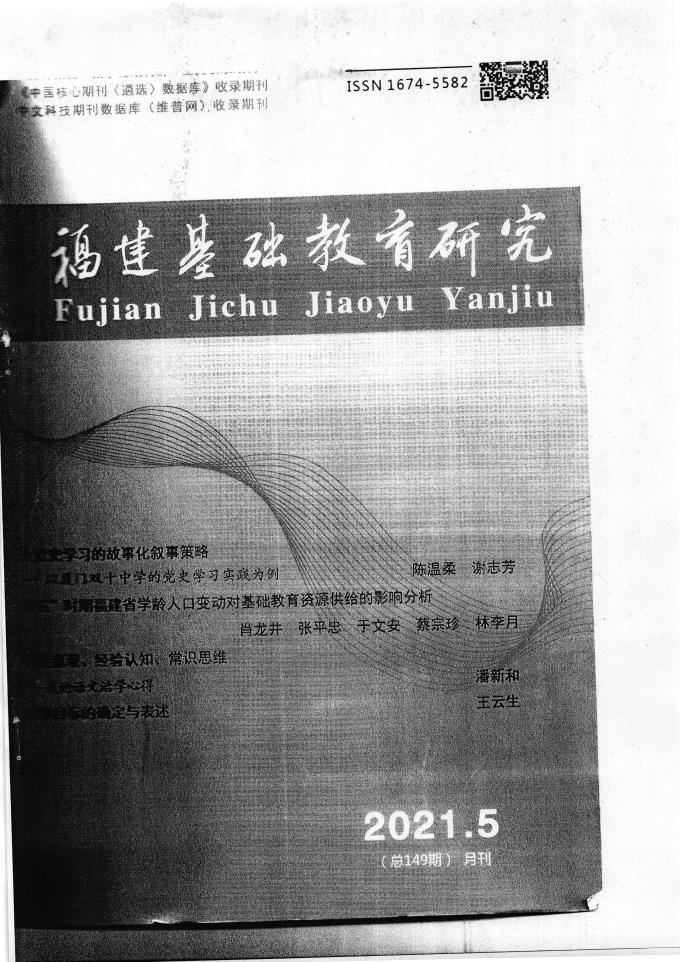 《中国核心期刊〈遴选〉数据库》收录期刊
中文科技期刊数据库（维普网）,收录期刊
ISSN 1674-5582
福建基础教育研究
Fujian Jichu Jiaoyu Yanjiu
史学习的故事化叙事策略
厦门双十中学的党史学习实践为例
陈温柔 谢志芳
时期福建省学龄人口变动对基础教育资源供给的影响分析
肖龙井 张平忠 于文安 蔡宗珍 林李月
、经验认知、常识思维
语文治学心得
潘新和
的确定与表述
王云生
2021.5
（总149期）月刊